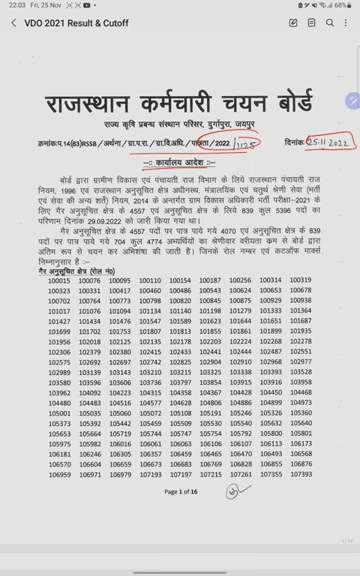 22:03 Fri, 25 Nov
68%
VDO 2021 Result & Cutoff
राजस्थान कर्मचारी चयन बोर्ड
राज्य कृषि प्रबन्ध संस्थान परिसर, दुर्गापुरा, जयपुर
क्रमांक:प.14(83)RSSB/अर्थना/ग्रा.प.रा./ग्रा.वि.अधि./पात्रता/2022/1125 दिनांक: 25.11.2022
-:: कार्यालय आदेश ::-
बोर्ड द्वारा ग्रामीण विकास एवं पंचायती राज विभाग के लिये राजस्थान पंचायती राज
नियम, 1996 एवं राजस्थान अनुसूचित क्षेत्र अधीनस्थ, मंत्रालयिक एवं चतुर्थ श्रेणी सेवा (भर्ती
एवं सेवा की अन्य शर्तें) नियम, 2014 के अन्तर्गत ग्राम विकास अधिकारी भर्ती परीक्षा-2021 के
लिए गैर अनुसूचित क्षेत्र के 4557 एवं अनुसूचित क्षेत्र के लिये 839 कुल 5396 पदों का
परिणाम दिनांक 29.09.2022 को जारी किया गया था।
गैर अनुसूचित क्षेत्र के 4557 पदों पर पात्र पाये गये 4070 एवं अनुसूचित क्षेत्र के 839
पदों पर पात्र पाये गये 704 कुल 4774 अभ्यर्थियों का श्रेणीवार वरीयता क्रम से बोर्ड द्वारा
अंतिम रूप से चयन कर अभिशंषा की जाती है। जिनके रोल नम्बर एवं कटऑफ मार्क्स
निम्नानुसार है :-
गैर अनुसूचित क्षेत्र (रोल नं0)
100015 100076 100095 100110 100154 100187 100256 100314 100319
100323 100331 100417 100460 100486 100543 100624 100653 100678
100702 100764 100773 100798 100820 100845 100875 100929 100938
101017 101076 101094 101134 101140 101198 101279 101333 101364
101427 101434 101476 101547 101589 101623 101644 101651 101687
101699 101702 101753 101807 101813 101855 101861 101899 101935
101956 102018 102125 102138 102178 102203 102224 102268 102278
102306 102379 102380 102415 102433 102441 102444 102487 102551
102575 102692 102697 102742 102825 102904 102910 102968 102977
102989 103139 103143 103210 103215 103325 103338 103393 103528
103580 103596 103606 103736 103797 103854 103915 103916 103958
103962 104092 104223 104315 104358 104367 104428 104450 104468
104480 104483 104516 104577 104628 104806 104886 104899 104973
105001 105035 105060 105072 105108 105191 105246 105326 105360
105373 105392 105442 105459 105509 105530 105540 105632 105640
105653 105664 105719 105744 105747 105754 105792 105800 105801
105975 105982 106016 106061 106063 106106 106107 106113 106173
106181 106246 106305 106357 106459 106465 106470 106493 106568
106570 106604 106659 106673 106683 106769 106828 106855 106876
106959 106971 106979 107193 107197 107215 107261 107355 107393
Page 1 of 16